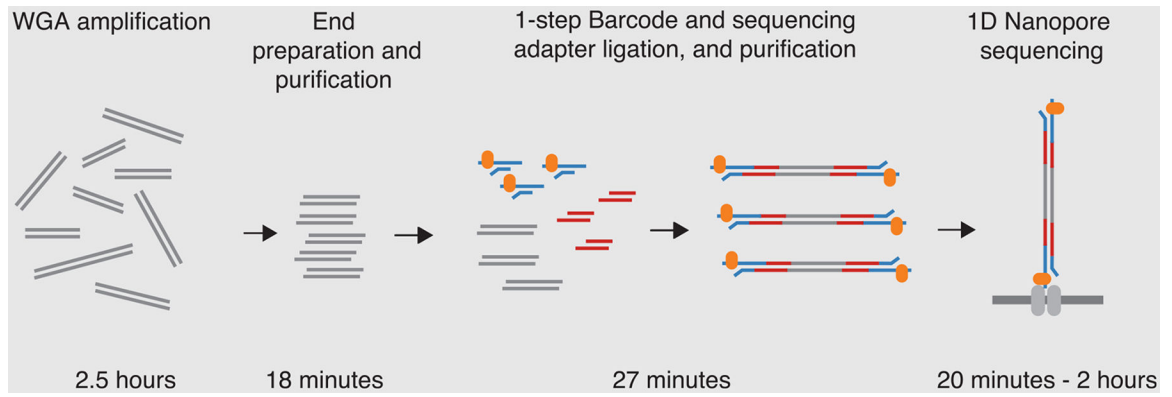 WGA amplification
End
preparation and
purification
1-step Barcode and sequencing
adapter ligation, and purification
1D Nanopore
sequencing
2.5 hours
18 minutes
27 minutes
20 minutes - 2 hours